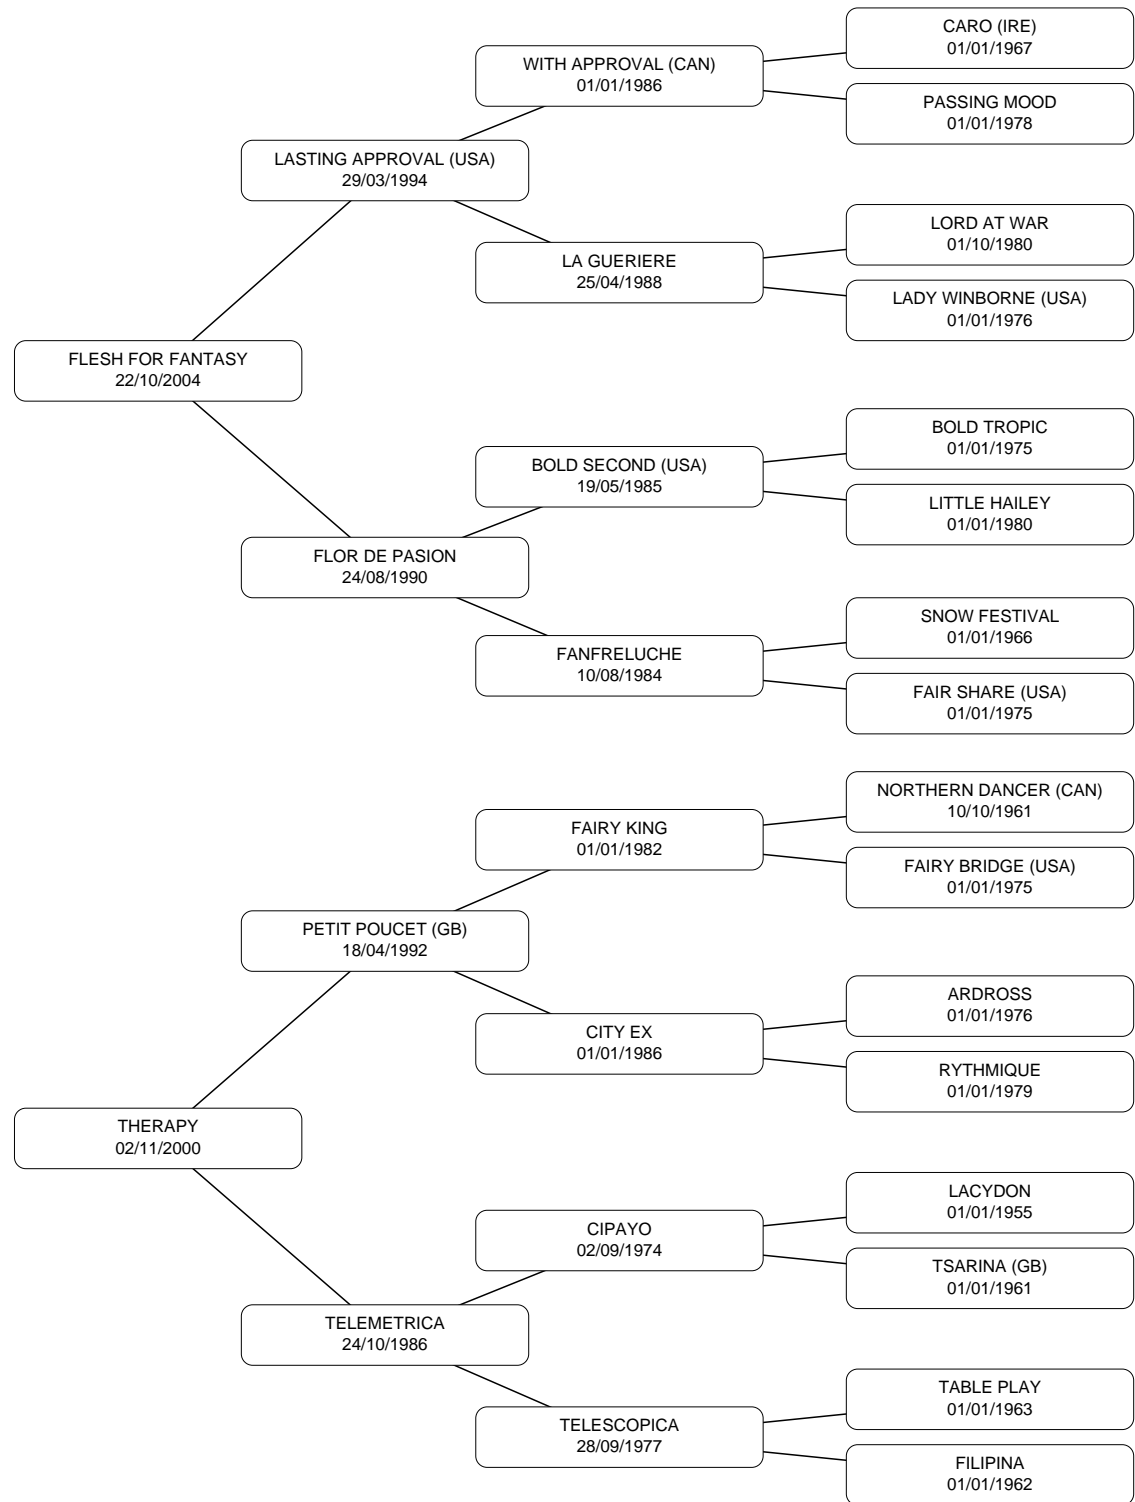 CARO (IRE)
01/01/1967
WITH APPROVAL (CAN)
01/01/1986
PASSING MOOD
01/01/1978
LASTING APPROVAL (USA)
29/03/1994
LORD AT WAR
01/10/1980
LA GUERIERE
25/04/1988
LADY WINBORNE (USA)
01/01/1976
FLESH FOR FANTASY
22/10/2004
BOLD TROPIC
01/01/1975
BOLD SECOND (USA)
19/05/1985
LITTLE HAILEY
01/01/1980
FLOR DE PASION
24/08/1990
SNOW FESTIVAL
01/01/1966
FANFRELUCHE
10/08/1984
FAIR SHARE (USA)
01/01/1975
NORTHERN DANCER (CAN)
10/10/1961
FAIRY KING
01/01/1982
FAIRY BRIDGE (USA)
01/01/1975
PETIT POUCET (GB)
18/04/1992
ARDROSS
01/01/1976
CITY EX
01/01/1986
RYTHMIQUE
01/01/1979
THERAPY
02/11/2000
LACYDON
01/01/1955
CIPAYO
02/09/1974
TSARINA (GB)
01/01/1961
TELEMETRICA
24/10/1986
TABLE PLAY
01/01/1963
TELESCOPICA
28/09/1977
FILIPINA
01/01/1962